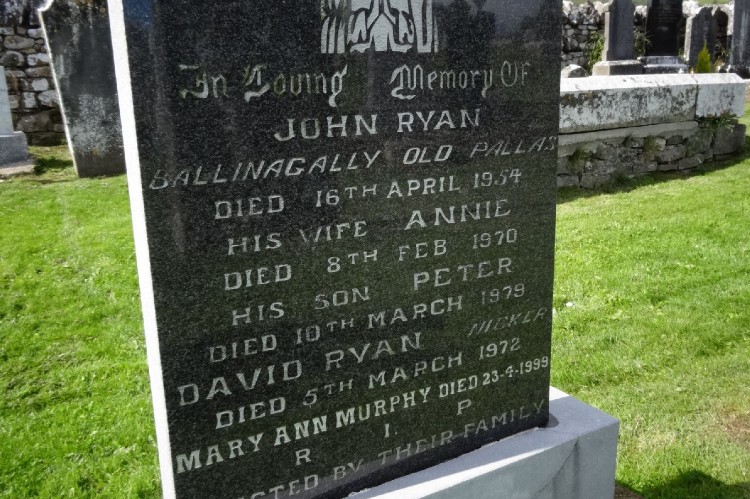 In Loving Memory Of
JOHN RYAN
BALLINAGALLY OLD PALLAS
DIED 16TH APRIL 1954
HIS WIFE ANNIE
DIED 8TH FEB 1970
HIS SON PETER
DIED 10TH MARCH 1979
DAVID RYAN NICKER
DIED 5TH MARCH 1972
MARY ANN MURPHY DIED 23-4-1999
R I P
BY THEIR FAMILY